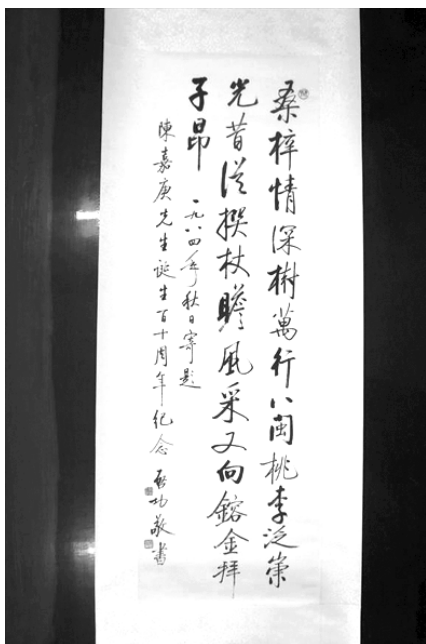 桑梓情深樹萬行八閩桃李泛榮
光昔從撰杖瞻風采又向鎔金拜
子昂 一九八四年秋日寄題
陳嘉庚先生誕生百十周年紀念 啓功敬書